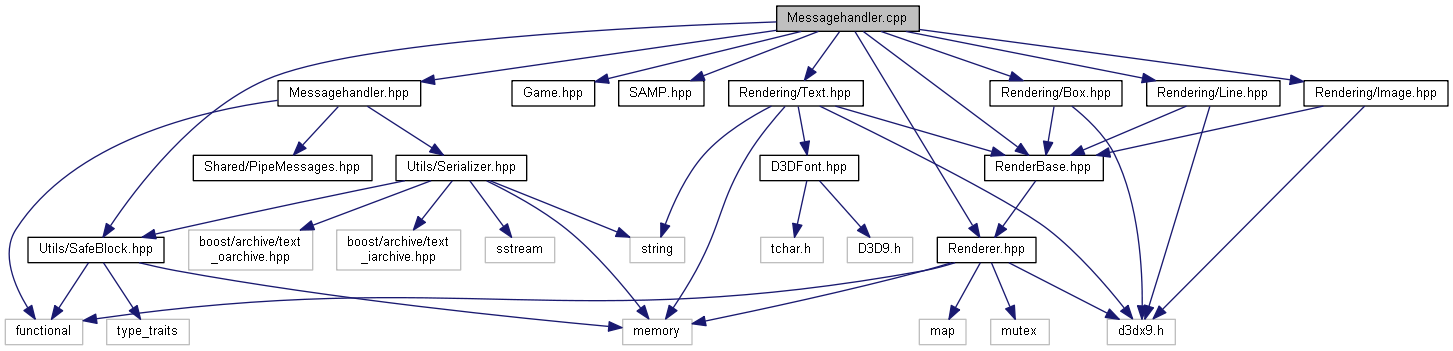 Messagehandler.cpp
Messagehandler.hpp
Game.hpp
SAMP.hpp
Rendering/Text.hpp
Rendering/Box.hpp
Rendering/Line.hpp
Rendering/Image.hpp
Shared/PipeMessages.hpp
Utils/Serializer.hpp
D3DFont.hpp
RenderBase.hpp
Utils/SafeBlock.hpp
boost/archive/text
_oarchive.hpp
boost/archive/text
_iarchive.hpp
sstream
string
tchar.h
D3D9.h
Renderer.hpp
functional
type_traits
memory
map
mutex
d3dx9.h